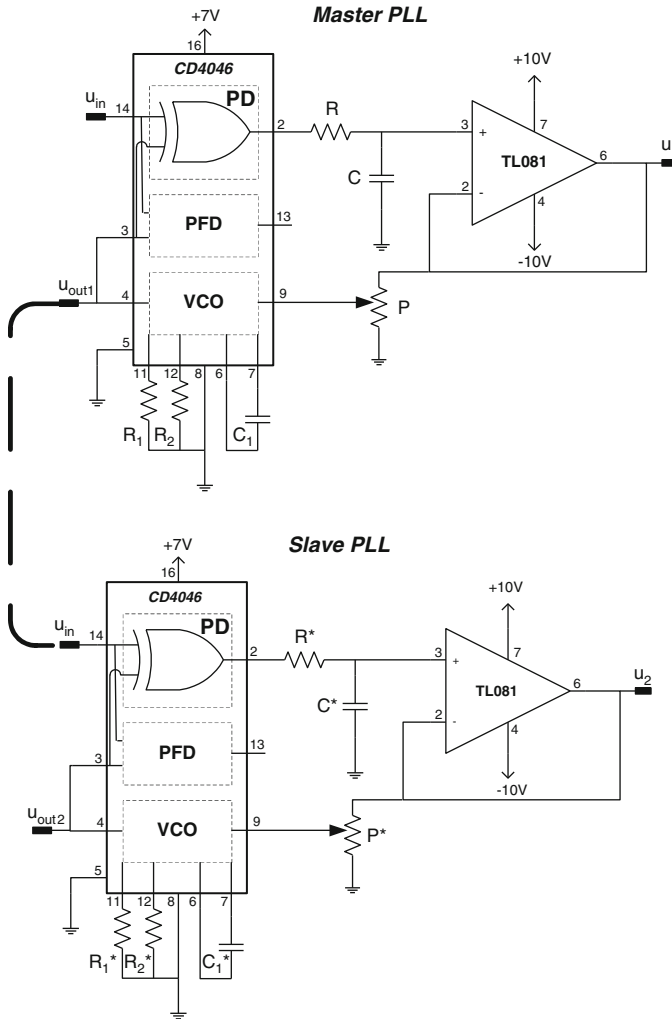 Master PLL
+7V
16
CD4046
PD
u_in
14
2
R
C
3
+
TL081
2
-
+10V
7
6
u
4
-10V
PFD
13
3
u_out1
4
VCO
9
P
5
11
12
8
6
7
R_1
R_2
C_1
Slave PLL
+7V
16
CD4046
PD
u_in
14
2
R*
C*
3
+
TL081
2
-
+10V
7
6
u_2
4
-10V
PFD
13
3
u_out2
4
VCO
9
P*
5
11
12
8
6
7
R_1*
R_2*
C_1*